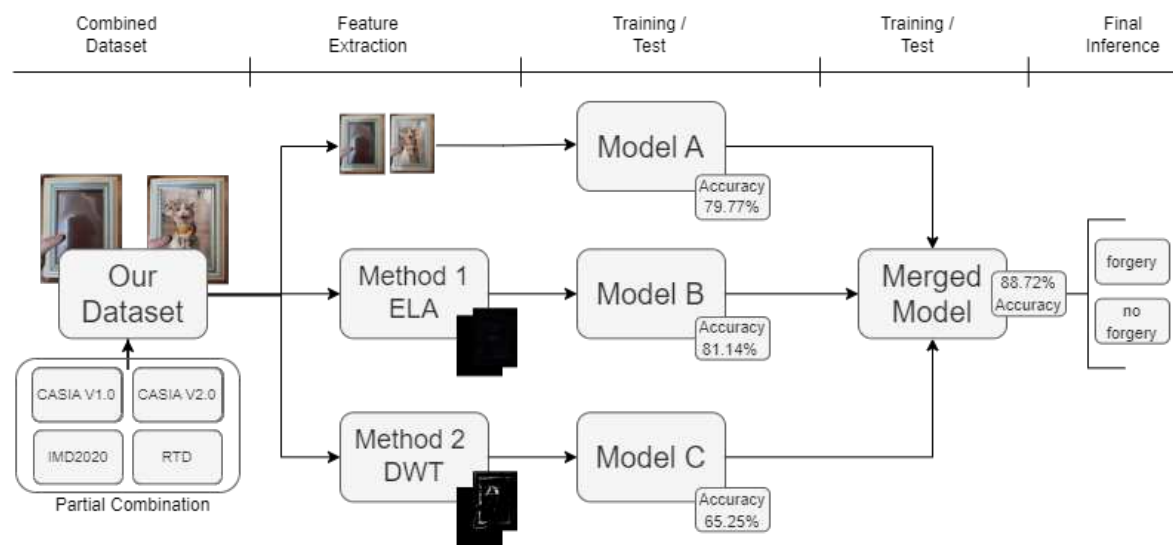 Combined
Dataset
Feature
Extraction
Training /
Test
Training /
Test
Final
Inference
Our
Dataset
CASIA V1.0
CASIA V2.0
IMD2020
RTD
Partial Combination
Method 1
ELA
Method 2
DWT
Model A
Accuracy
79.77%
Model B
Accuracy
81.14%
Model C
Accuracy
65.25%
Merged
Model
88.72%
Accuracy
forgery
no
forgery